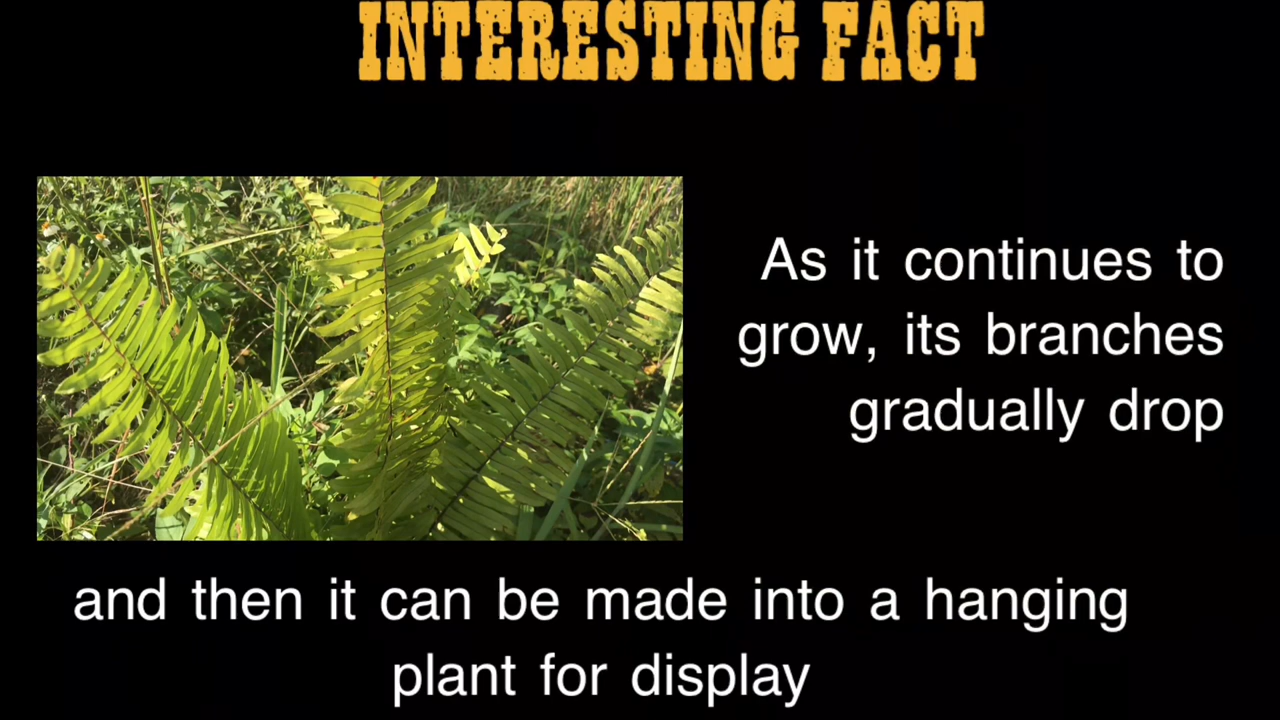 INTERESTING FACT
As it continues to
grow, its branches
gradually drop
and then it can be made into a hanging
plant for display